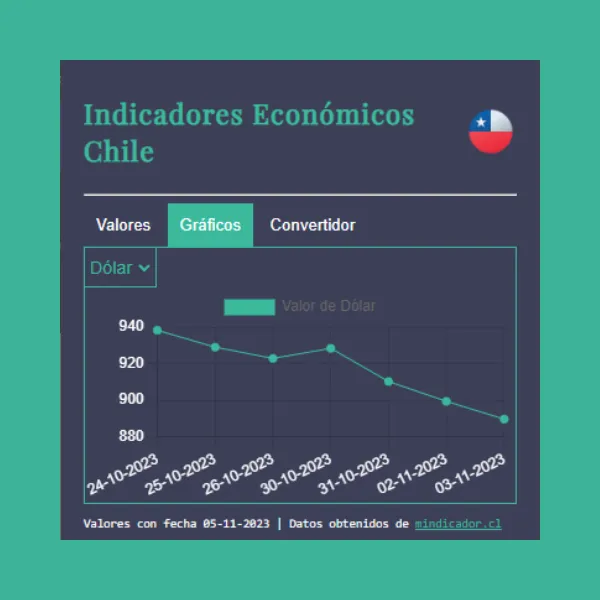 Indicadores Económicos
Chile
Valores Gráficos Convertidor
Dólar
Valor de Dólar
940
920
900
880
24-10-2023 25-10-2023 26-10-2023 30-10-2023 31-10-2023 02-11-2023 03-11-2023
Valores con fecha 05-11-2023 | Datos obtenidos de mindicador.cl